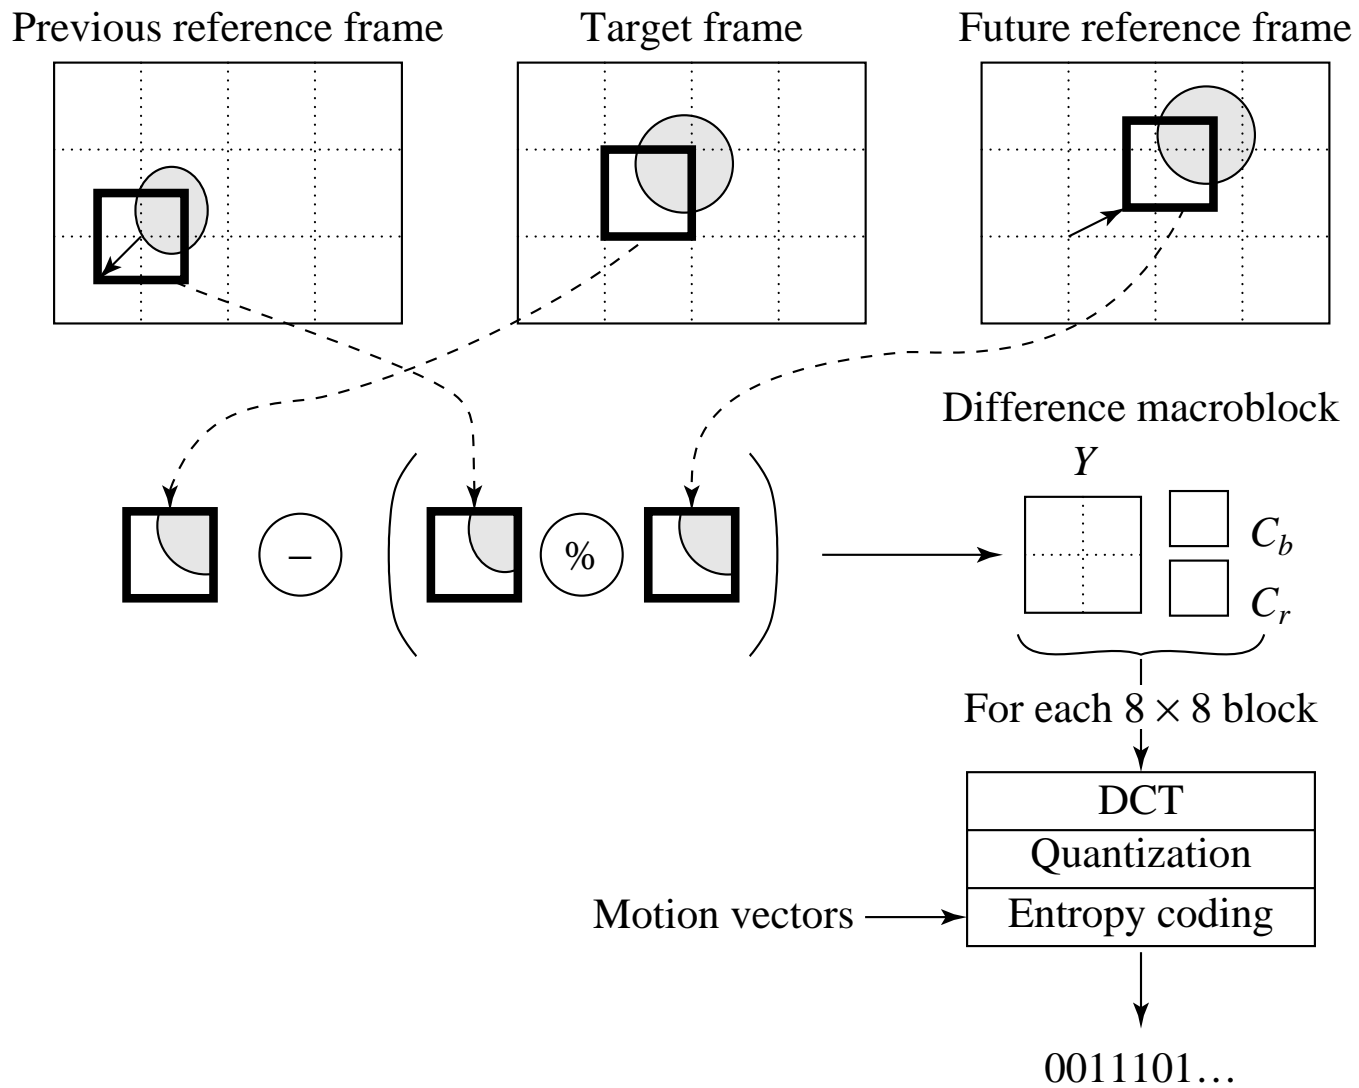 Previous reference frame
Target frame
Future reference frame
Difference macroblock
Y
−
%
C_b
C_r
For each 8 × 8 block
DCT
Quantization
Motion vectors
Entropy coding
0011101…